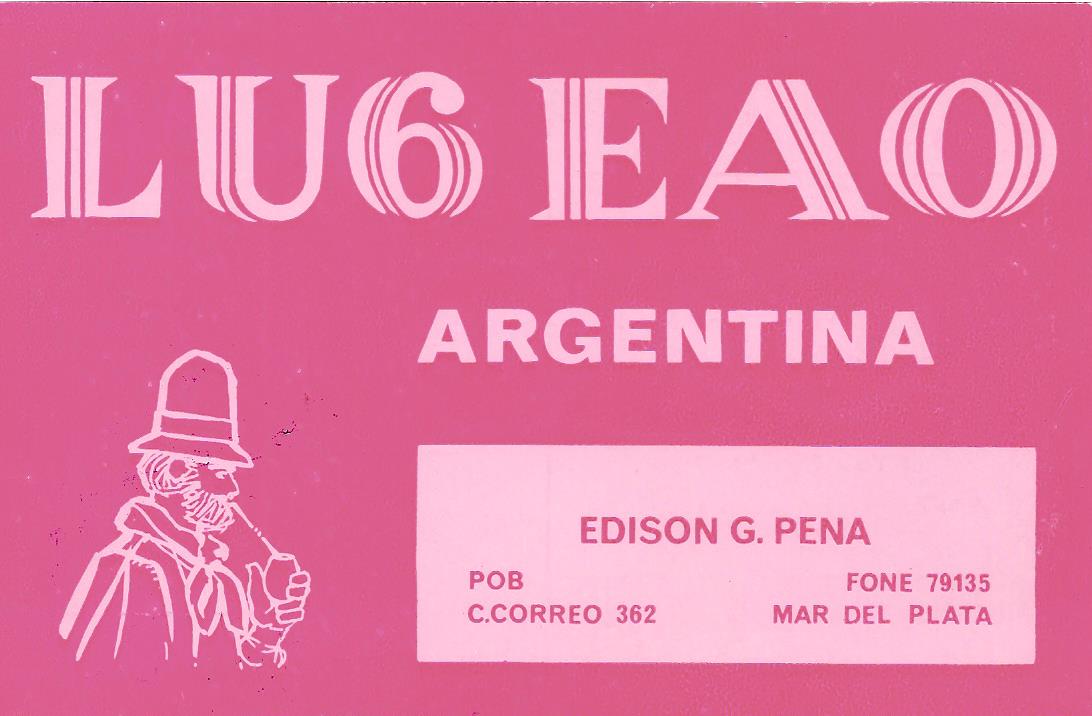 LU6 EAO
ARGENTINA
EDISON G. PENA
POB FONE 79135
C.CORREO 362 MAR DEL PLATA